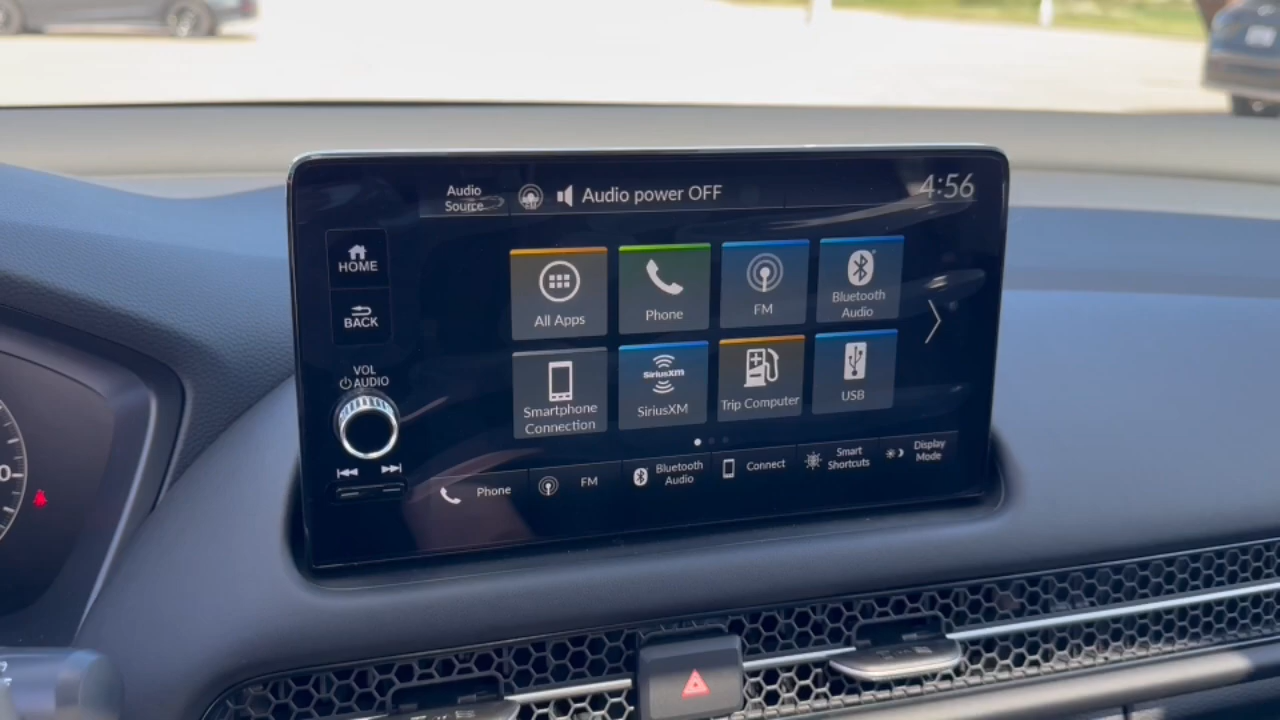 Audio
Source
Audio power OFF
4:56
HOME
BACK
VOL
AUDIO
All Apps
Phone
FM
Bluetooth
Audio
Smartphone
Connection
SiriusXM
SiriusXM
Trip Computer
USB
Phone
FM
Bluetooth
Audio
Connect
Smart
Shortcuts
Display
Mode
0